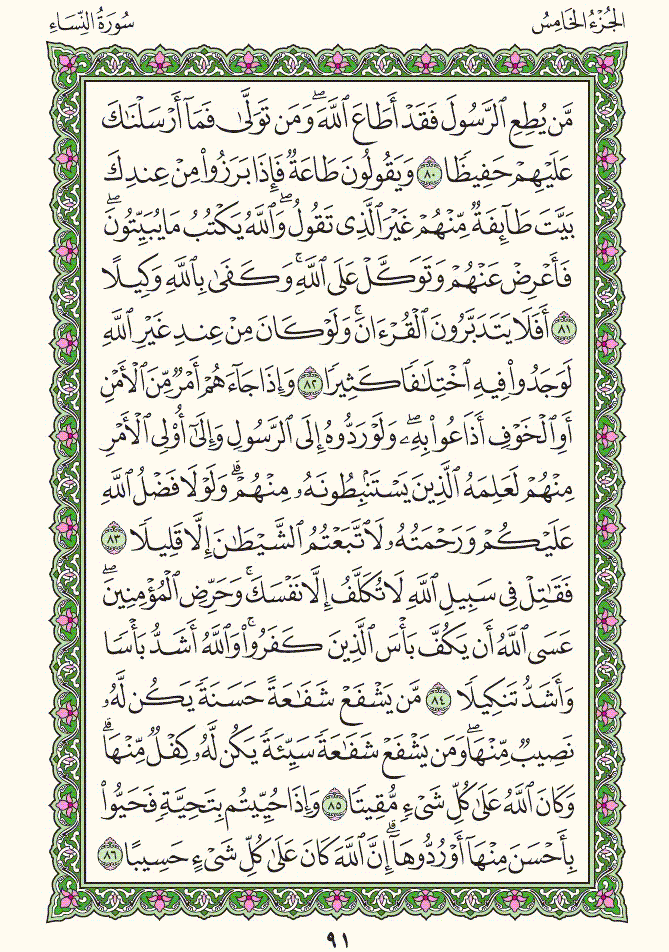 الجُزْءُ الخَامِسُ
سُورَةُ النِّسَاءِ
مَّن يُطِعِ ٱلرَّسُولَ فَقَدْ أَطَاعَ ٱللَّهَۖ وَمَن تَوَلَّىٰ فَمَآ أَرْسَلْنَٰكَ
عَلَيْهِمْ حَفِيظًا ٨٠ وَيَقُولُونَ طَاعَةٌ فَإِذَا بَرَزُواْ مِنْ عِندِكَ
بَيَّتَ طَآئِفَةٌ مِّنْهُمْ غَيْرَ ٱلَّذِى تَقُولُۖ وَٱللَّهُ يَكْتُبُ مَا يُبَيِّتُونَۖ
فَأَعْرِضْ عَنْهُمْ وَتَوَكَّلْ عَلَى ٱللَّهِۚ وَكَفَىٰ بِٱللَّهِ وَكِيلًا
٨١ أَفَلَا يَتَدَبَّرُونَ ٱلْقُرْءَانَۚ وَلَوْ كَانَ مِنْ عِندِ غَيْرِ ٱللَّهِ
لَوَجَدُواْ فِيهِ ٱخْتِلَٰفًا كَثِيرًا ٨٢ وَإِذَا جَآءَهُمْ أَمْرٌ مِّنَ ٱلْأَمْنِ
أَوِ ٱلْخَوْفِ أَذَاعُواْ بِهِۦۖ وَلَوْ رَدُّوهُ إِلَى ٱلرَّسُولِ وَإِلَىٰٓ أُوْلِى ٱلْأَمْرِ
مِنْهُمْ لَعَلِمَهُ ٱلَّذِينَ يَسْتَنۢبِطُونَهُۥ مِنْهُمْۗ وَلَوْلَا فَضْلُ ٱللَّهِ
عَلَيْكُمْ وَرَحْمَتُهُۥ لَٱتَّبَعْتُمُ ٱلشَّيْطَٰنَ إِلَّا قَلِيلًا ٨٣
فَقَٰتِلْ فِى سَبِيلِ ٱللَّهِ لَا تُكَلَّفُ إِلَّا نَفْسَكَۚ وَحَرِّضِ ٱلْمُؤْمِنِينَۖ
عَسَى ٱللَّهُ أَن يَكُفَّ بَأْسَ ٱلَّذِينَ كَفَرُواْۚ وَٱللَّهُ أَشَدُّ بَأْسًا
وَأَشَدُّ تَنكِيلًا ٨٤ مَّن يَشْفَعْ شَفَٰعَةً حَسَنَةً يَكُن لَّهُۥ
نَصِيبٌ مِّنْهَاۖ وَمَن يَشْفَعْ شَفَٰعَةً سَيِّئَةً يَكُن لَّهُۥ كِفْلٌ مِّنْهَاۗ
وَكَانَ ٱللَّهُ عَلَىٰ كُلِّ شَىْءٍ مُّقِيتًا ٨٥ وَإِذَا حُيِّيتُم بِتَحِيَّةٍ فَحَيُّواْ
بِأَحْسَنَ مِنْهَآ أَوْ رُدُّوهَآۗ إِنَّ ٱللَّهَ كَانَ عَلَىٰ كُلِّ شَىْءٍ حَسِيبًا ٨٦
٩١